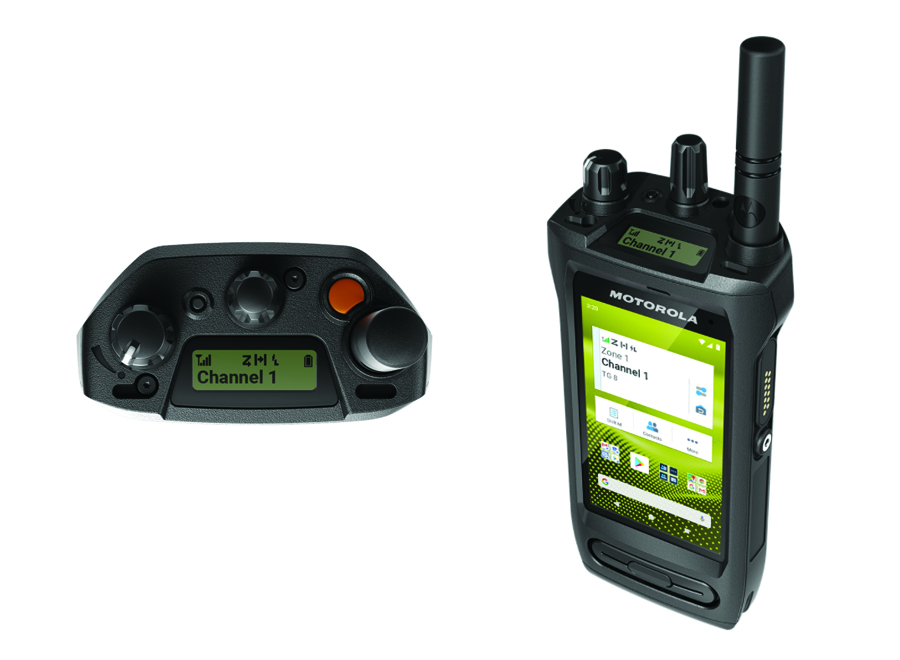 Channel 1
Channel 1
MOTOROLA
Zone 1
Channel 1
TG 8
Contacts
More